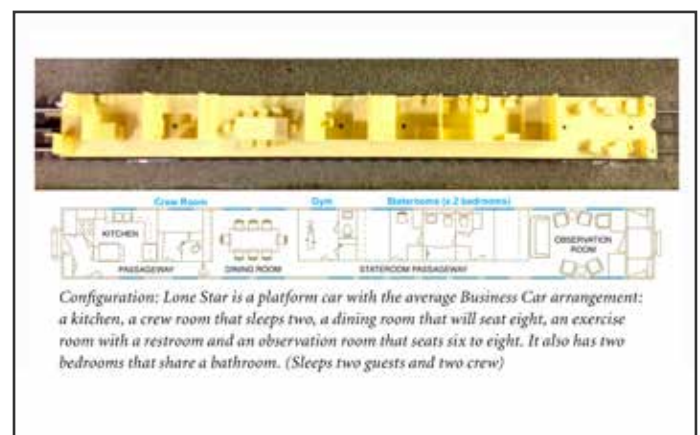 Crew Room Gym Staterooms (x 2 bedrooms)
KITCHEN
OBSERVATION
ROOM
PASSAGEWAY DINING ROOM STATEROOM PASSAGEWAY
Configuration: Lone Star is a platform car with the average Business Car arrangement:
a kitchen, a crew room that sleeps two, a dining room that will seat eight, an exercise
room with a restroom and an observation room that seats six to eight. It also has two
bedrooms that share a bathroom. (Sleeps two guests and two crew)